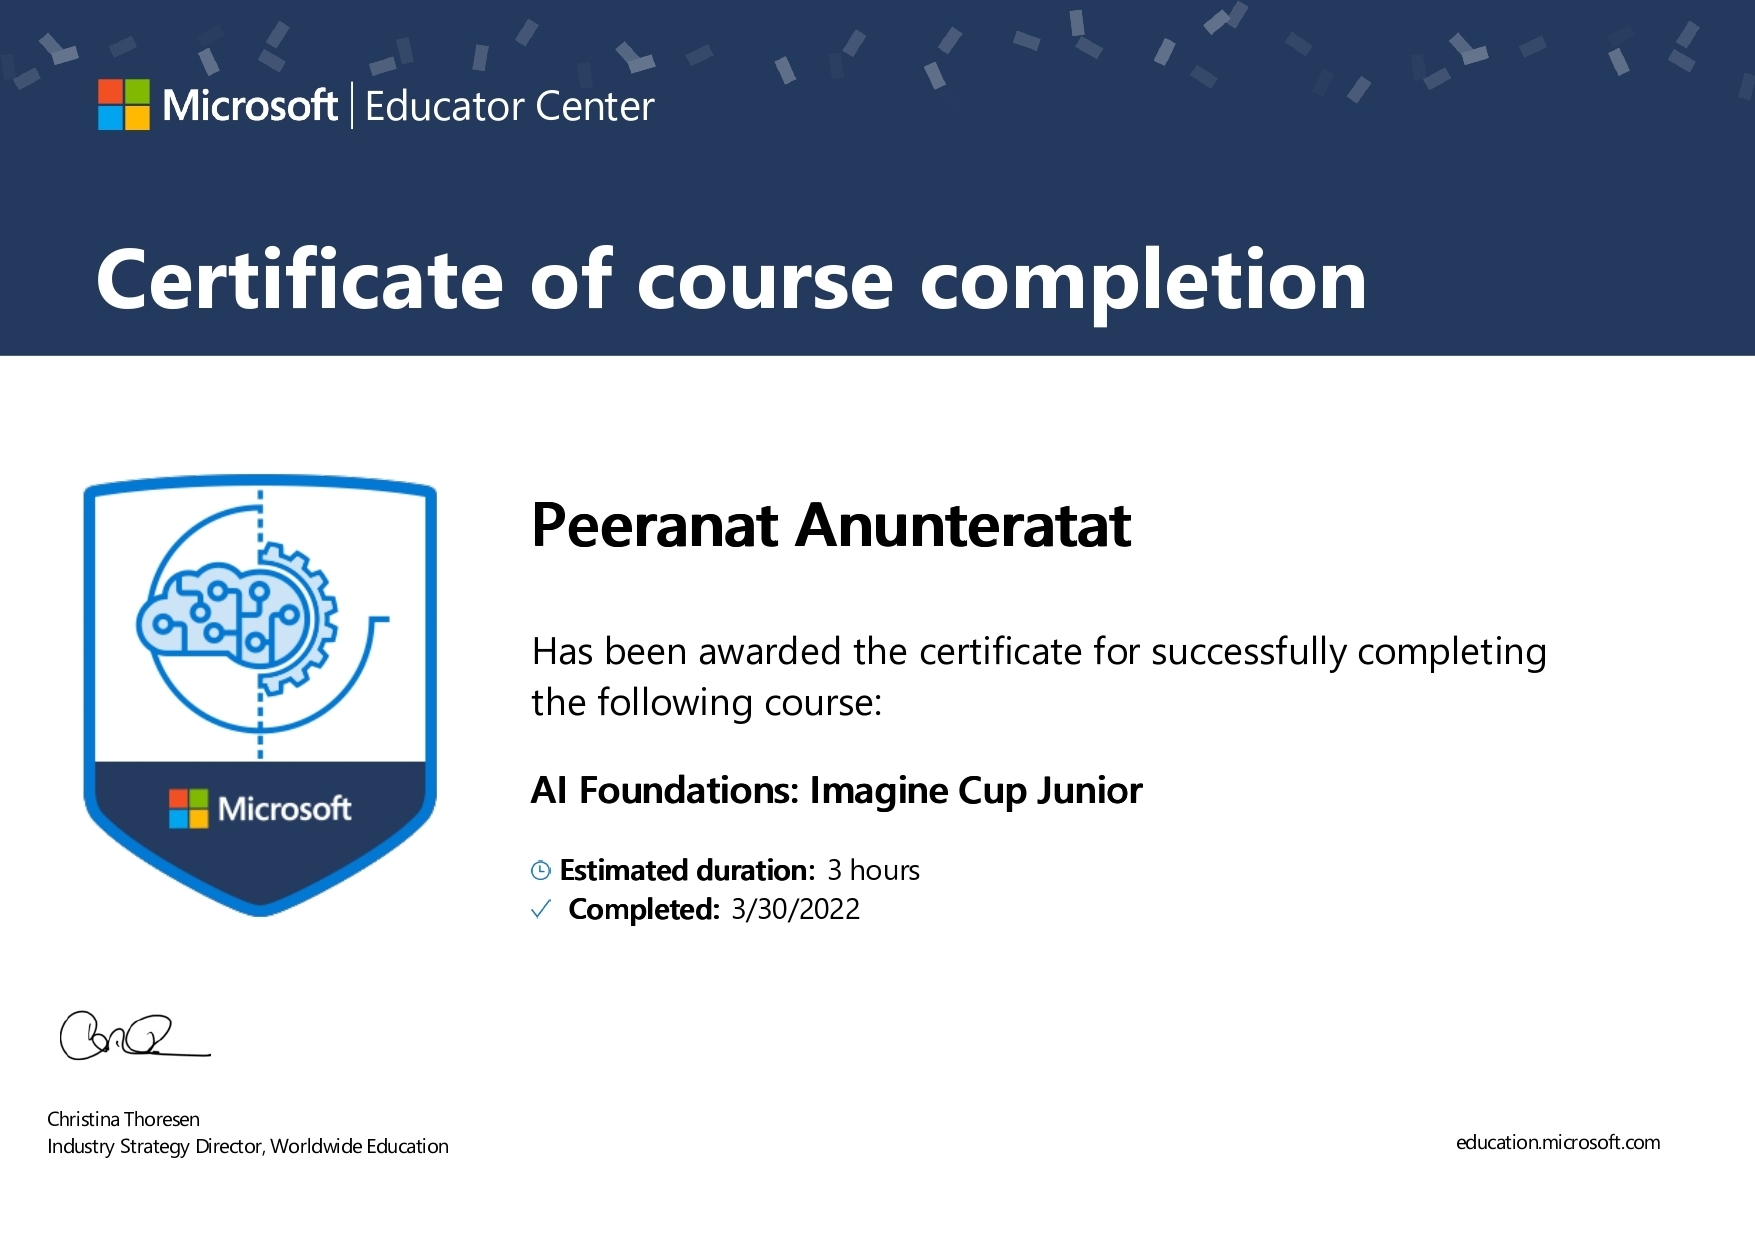 Microsoft | Educator Center
Certificate of course completion
Peeranat Anunteratat
Has been awarded the certificate for successfully completing
the following course:
AI Foundations: Imagine Cup Junior
Estimated duration: 3 hours
Completed: 3/30/2022
Microsoft
Christina Thoresen
Industry Strategy Director, Worldwide Education
education.microsoft.com